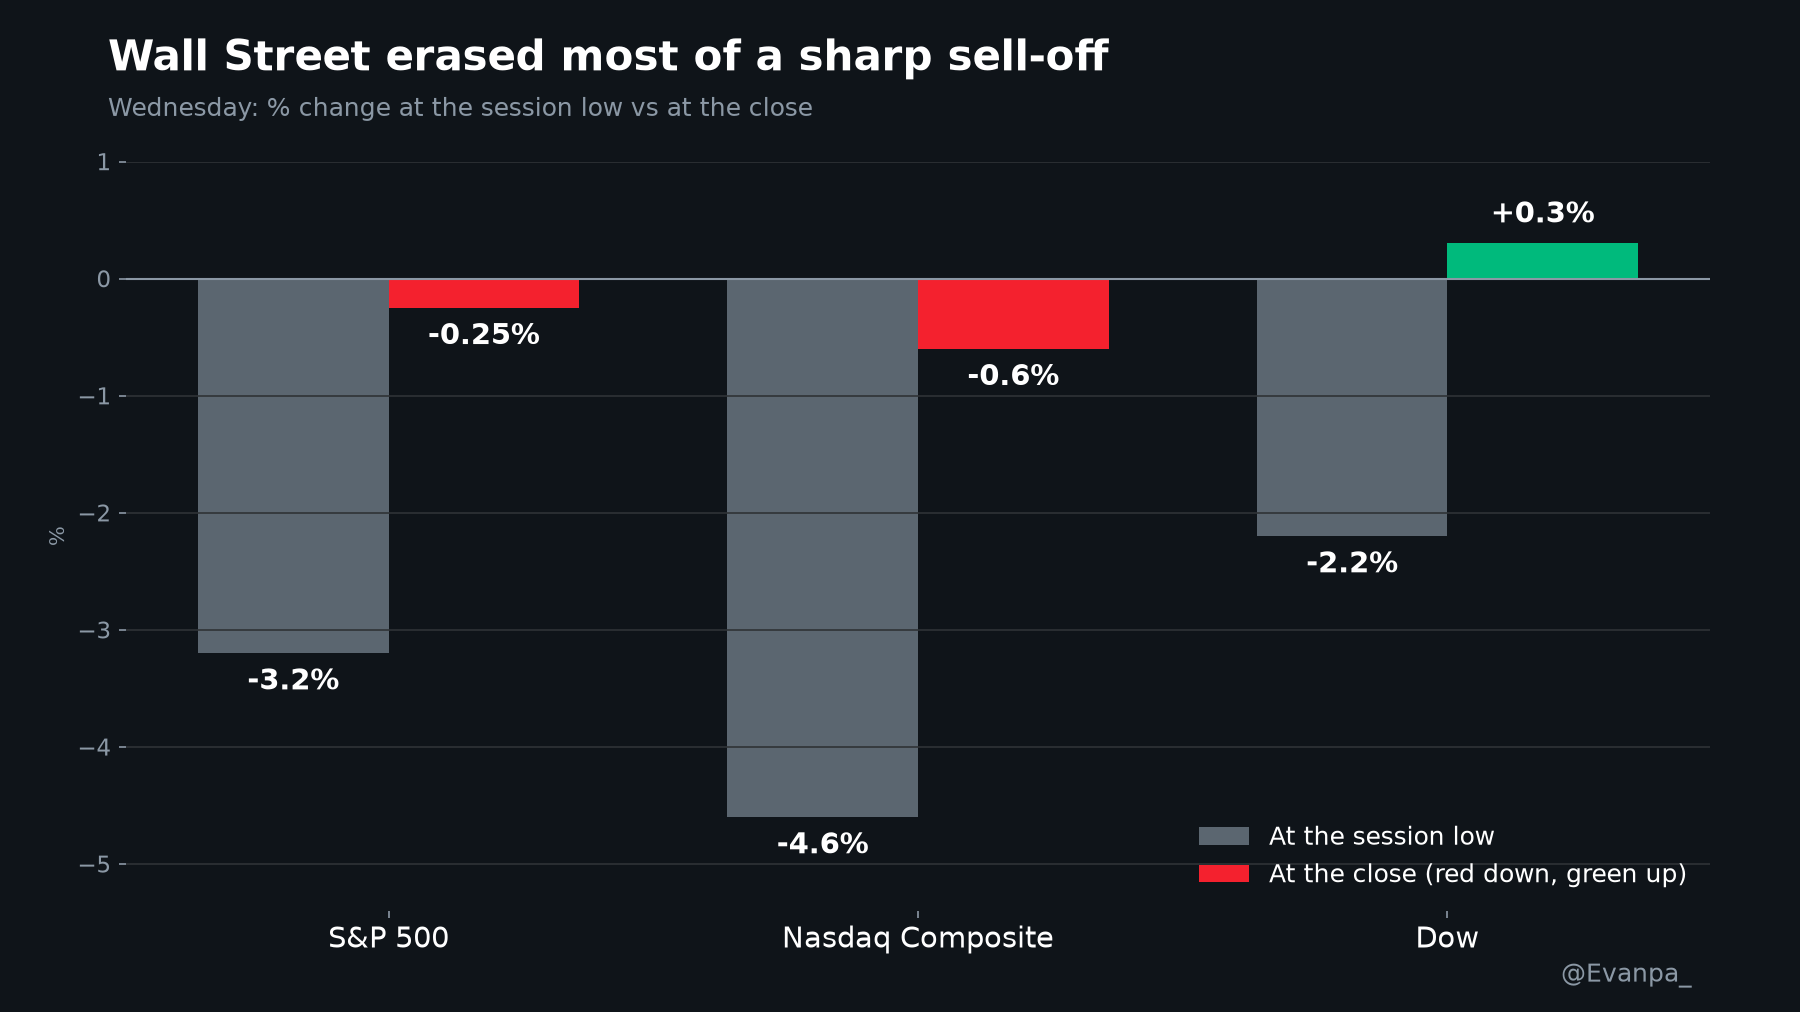 Wall Street erased most of a sharp sell-off
Wednesday: % change at the session low vs at the close
1
0
−1
−2
−3
−4
−5
%
+0.3%
-0.25%
-0.6%
-2.2%
-3.2%
-4.6%
At the session low
At the close (red down, green up)
S&P 500
Nasdaq Composite
Dow
@Evanpa_